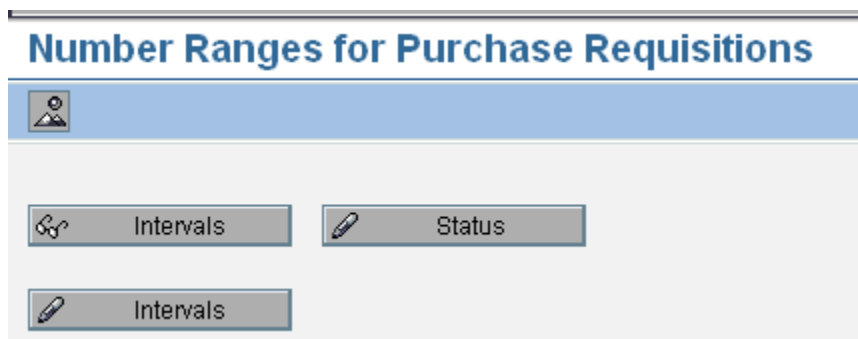 Number Ranges for Purchase Requisitions
Intervals Status
Intervals